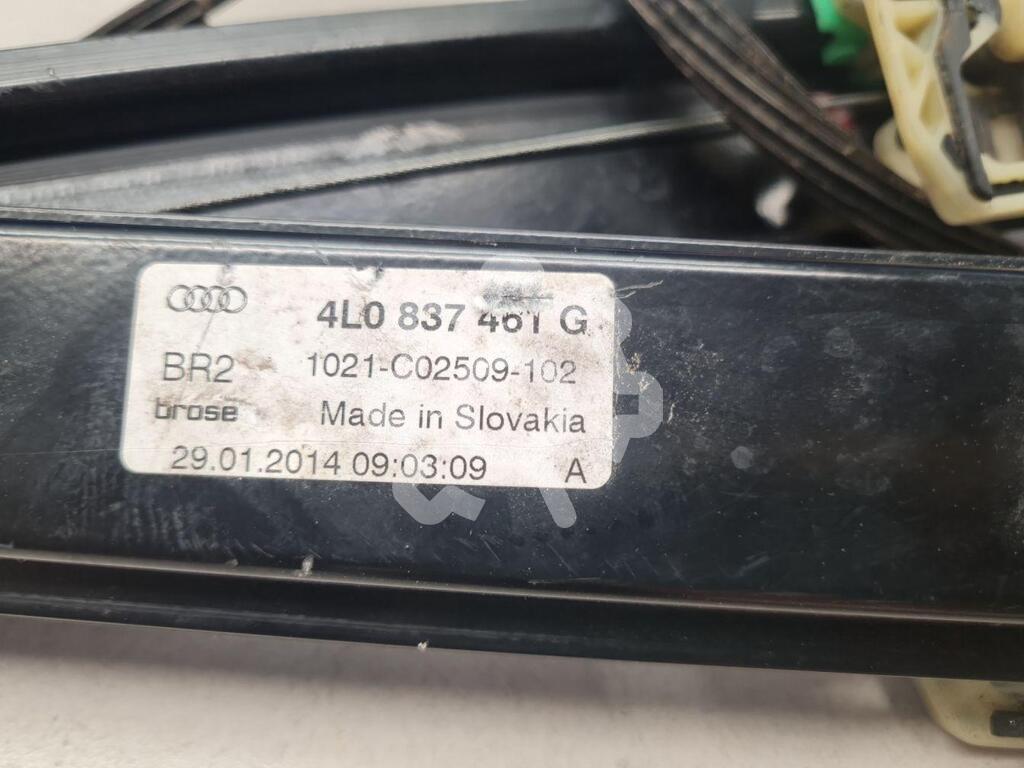 4L0 837 461 G
BR2 1021-C02509-102
brose Made in Slovakia
29.01.2014 09:03:09 A